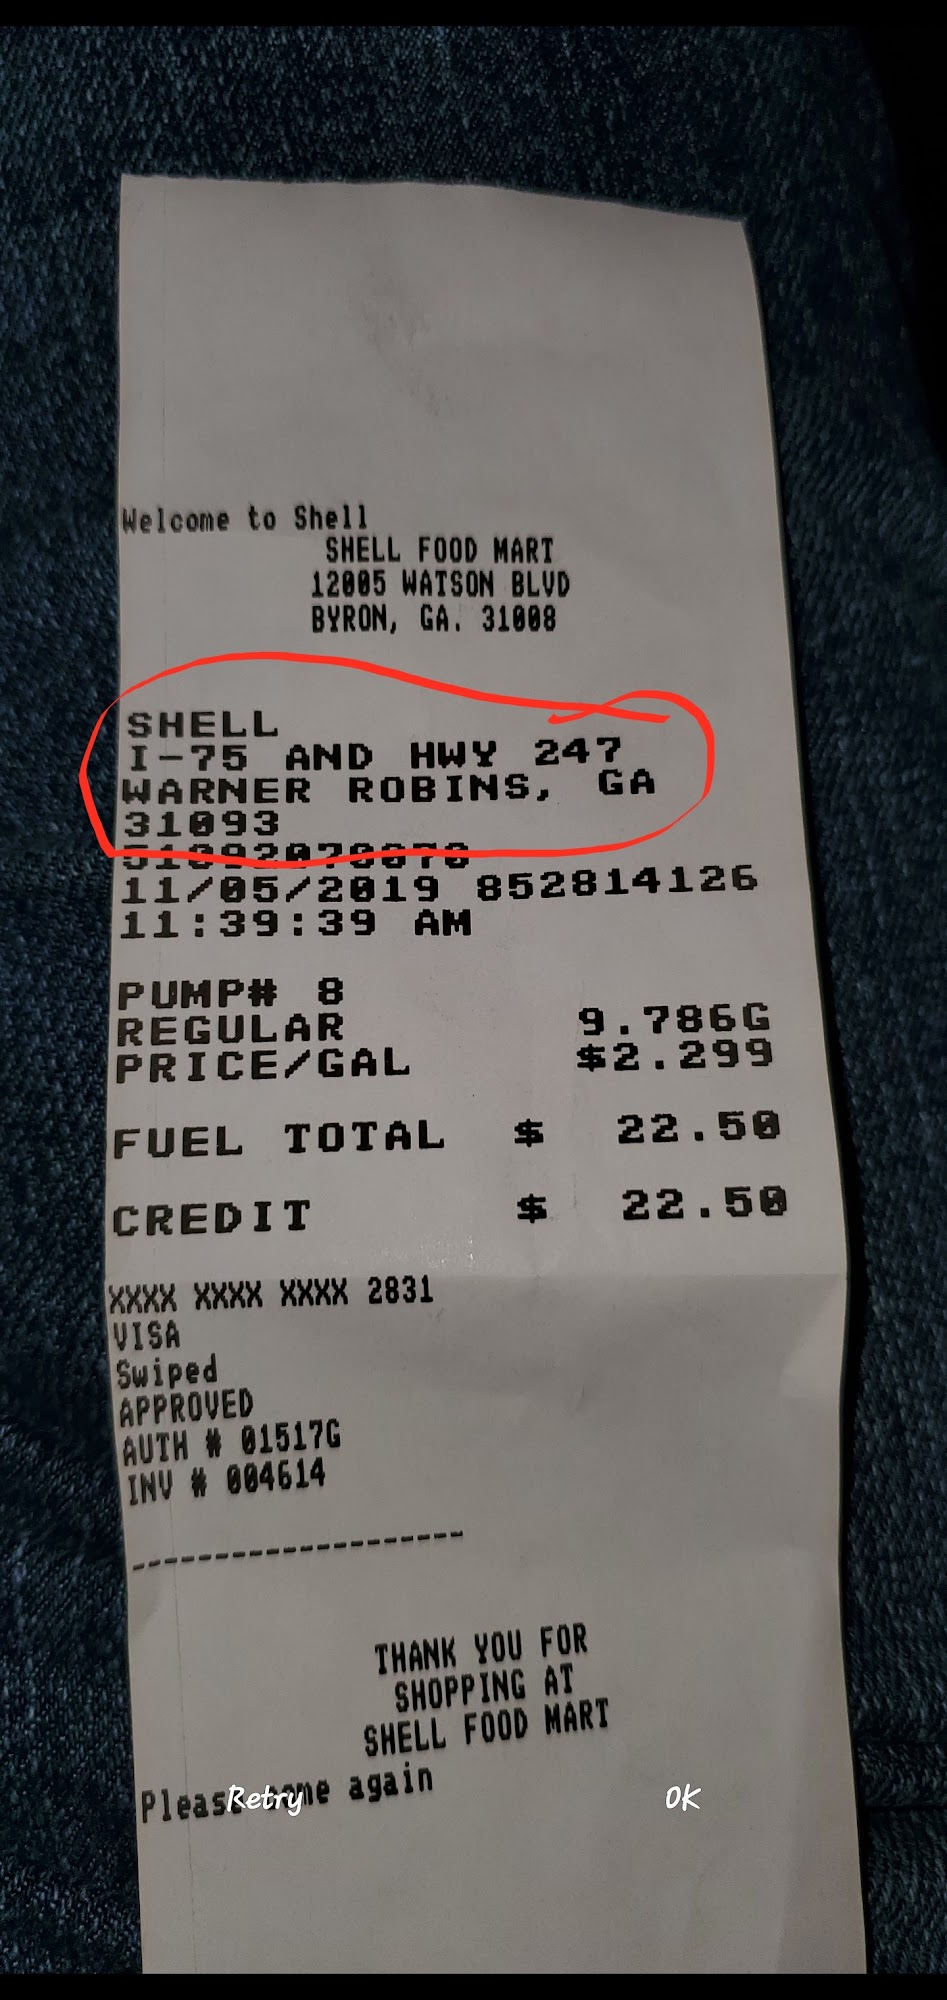 Welcome to Shell
SHELL FOOD MART
12005 WATSON BLVD
BYRON, GA. 31008
SHELL
I-75 AND HWY 247
WARNER ROBINS, GA
31093
11/05/2019 852814126
11:39:39 AM
PUMP# 8
REGULAR 9.786G
PRICE/GAL $2.299
FUEL TOTAL $ 22.50
CREDIT $ 22.50
XXXX XXXX XXXX 2831
VISA
Swiped
APPROVED
AUTH # 01517G
INV # 004614
--------------------
THANK YOU FOR
SHOPPING AT
SHELL FOOD MART
Please come again
Retry OK